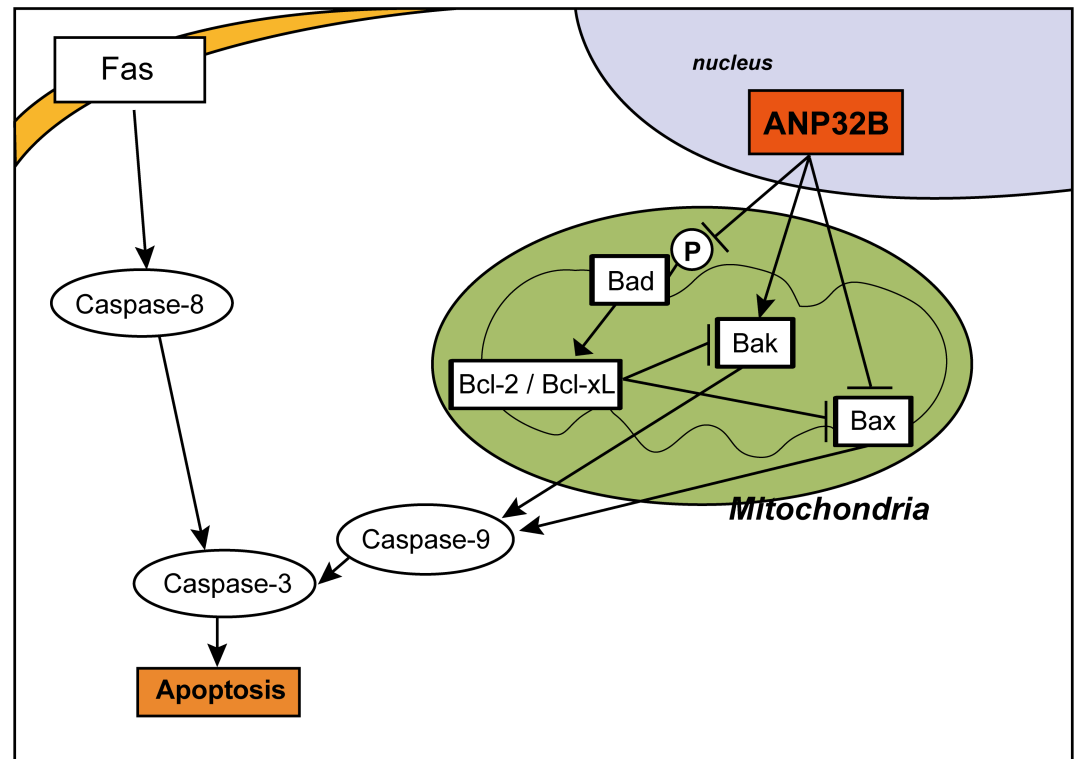 Fas
nucleus
ANP32B
P
Bad
Bak
Bcl-2 / Bcl-xL
Bax
Caspase-8
Mitochondria
Caspase-9
Caspase-3
Apoptosis